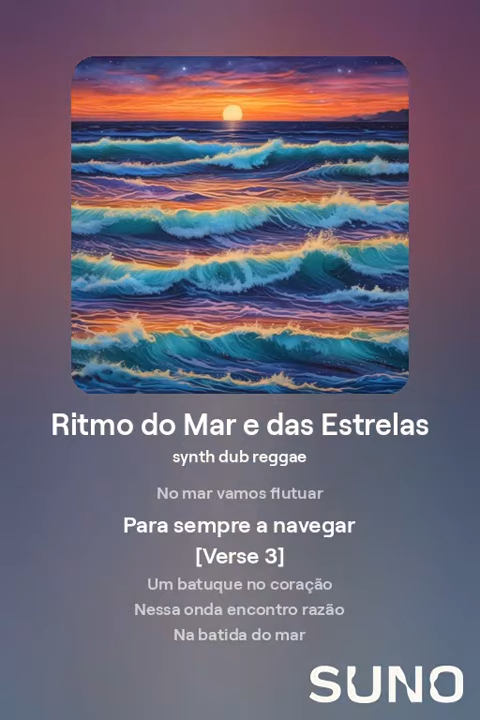 Ritmo do Mar e das Estrelas
synth dub reggae
No mar vamos flutuar
Para sempre a navegar
[Verse 3]
Um batuque no coração
Nessa onda encontro razão
Na batida do mar
SUNO